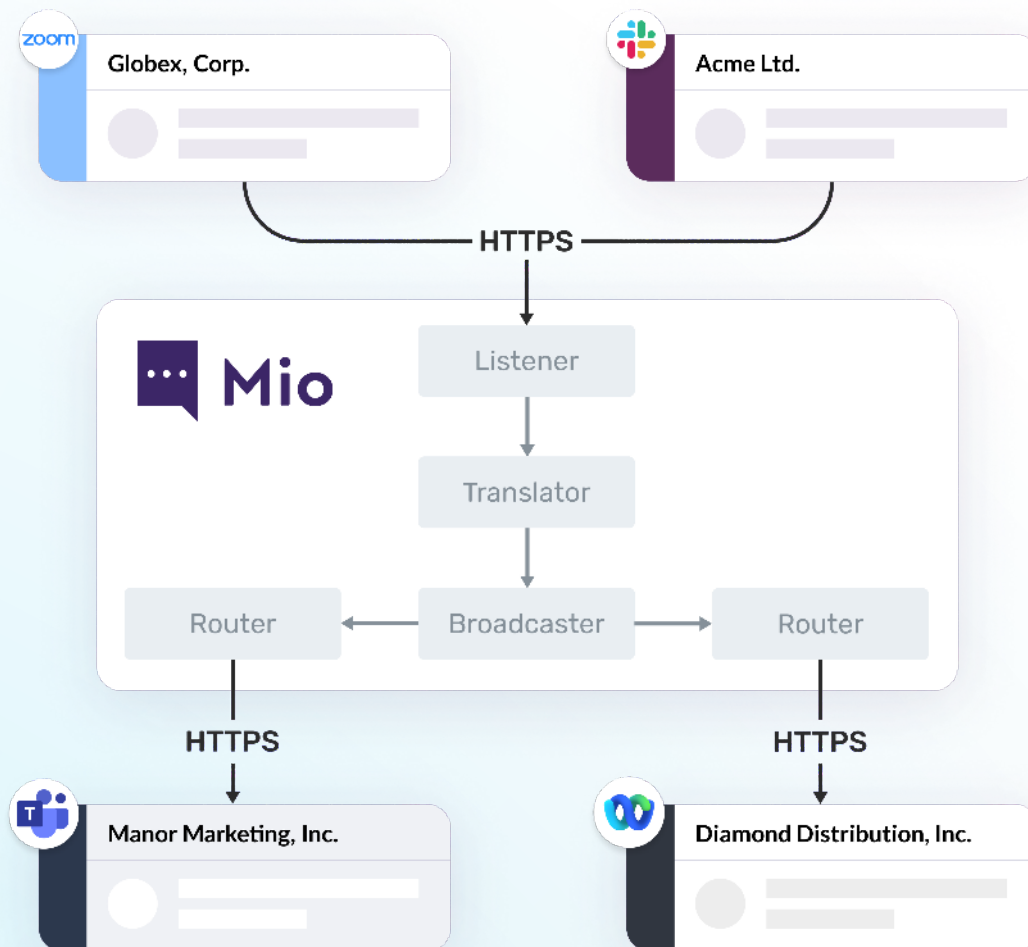 zoom
Globex, Corp.
Acme Ltd.
HTTPS
Listener
Mio
Translator
Router
Broadcaster
Router
HTTPS
HTTPS
T
Manor Marketing, Inc.
Diamond Distribution, Inc.